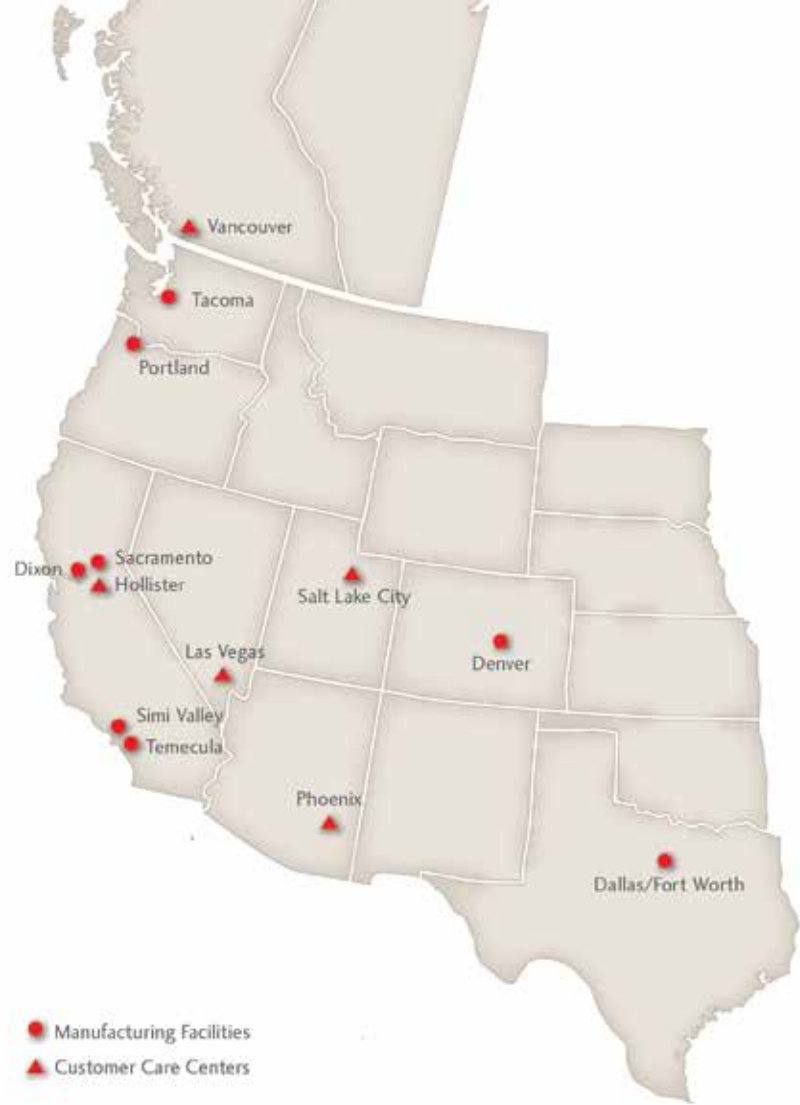 Vancouver
Tacoma
Portland
Sacramento
Dixon
Hollister
Salt Lake City
Las Vegas
Denver
Simi Valley
Temecula
Phoenix
Dallas/Fort Worth
Manufacturing Facilities
Customer Care Centers